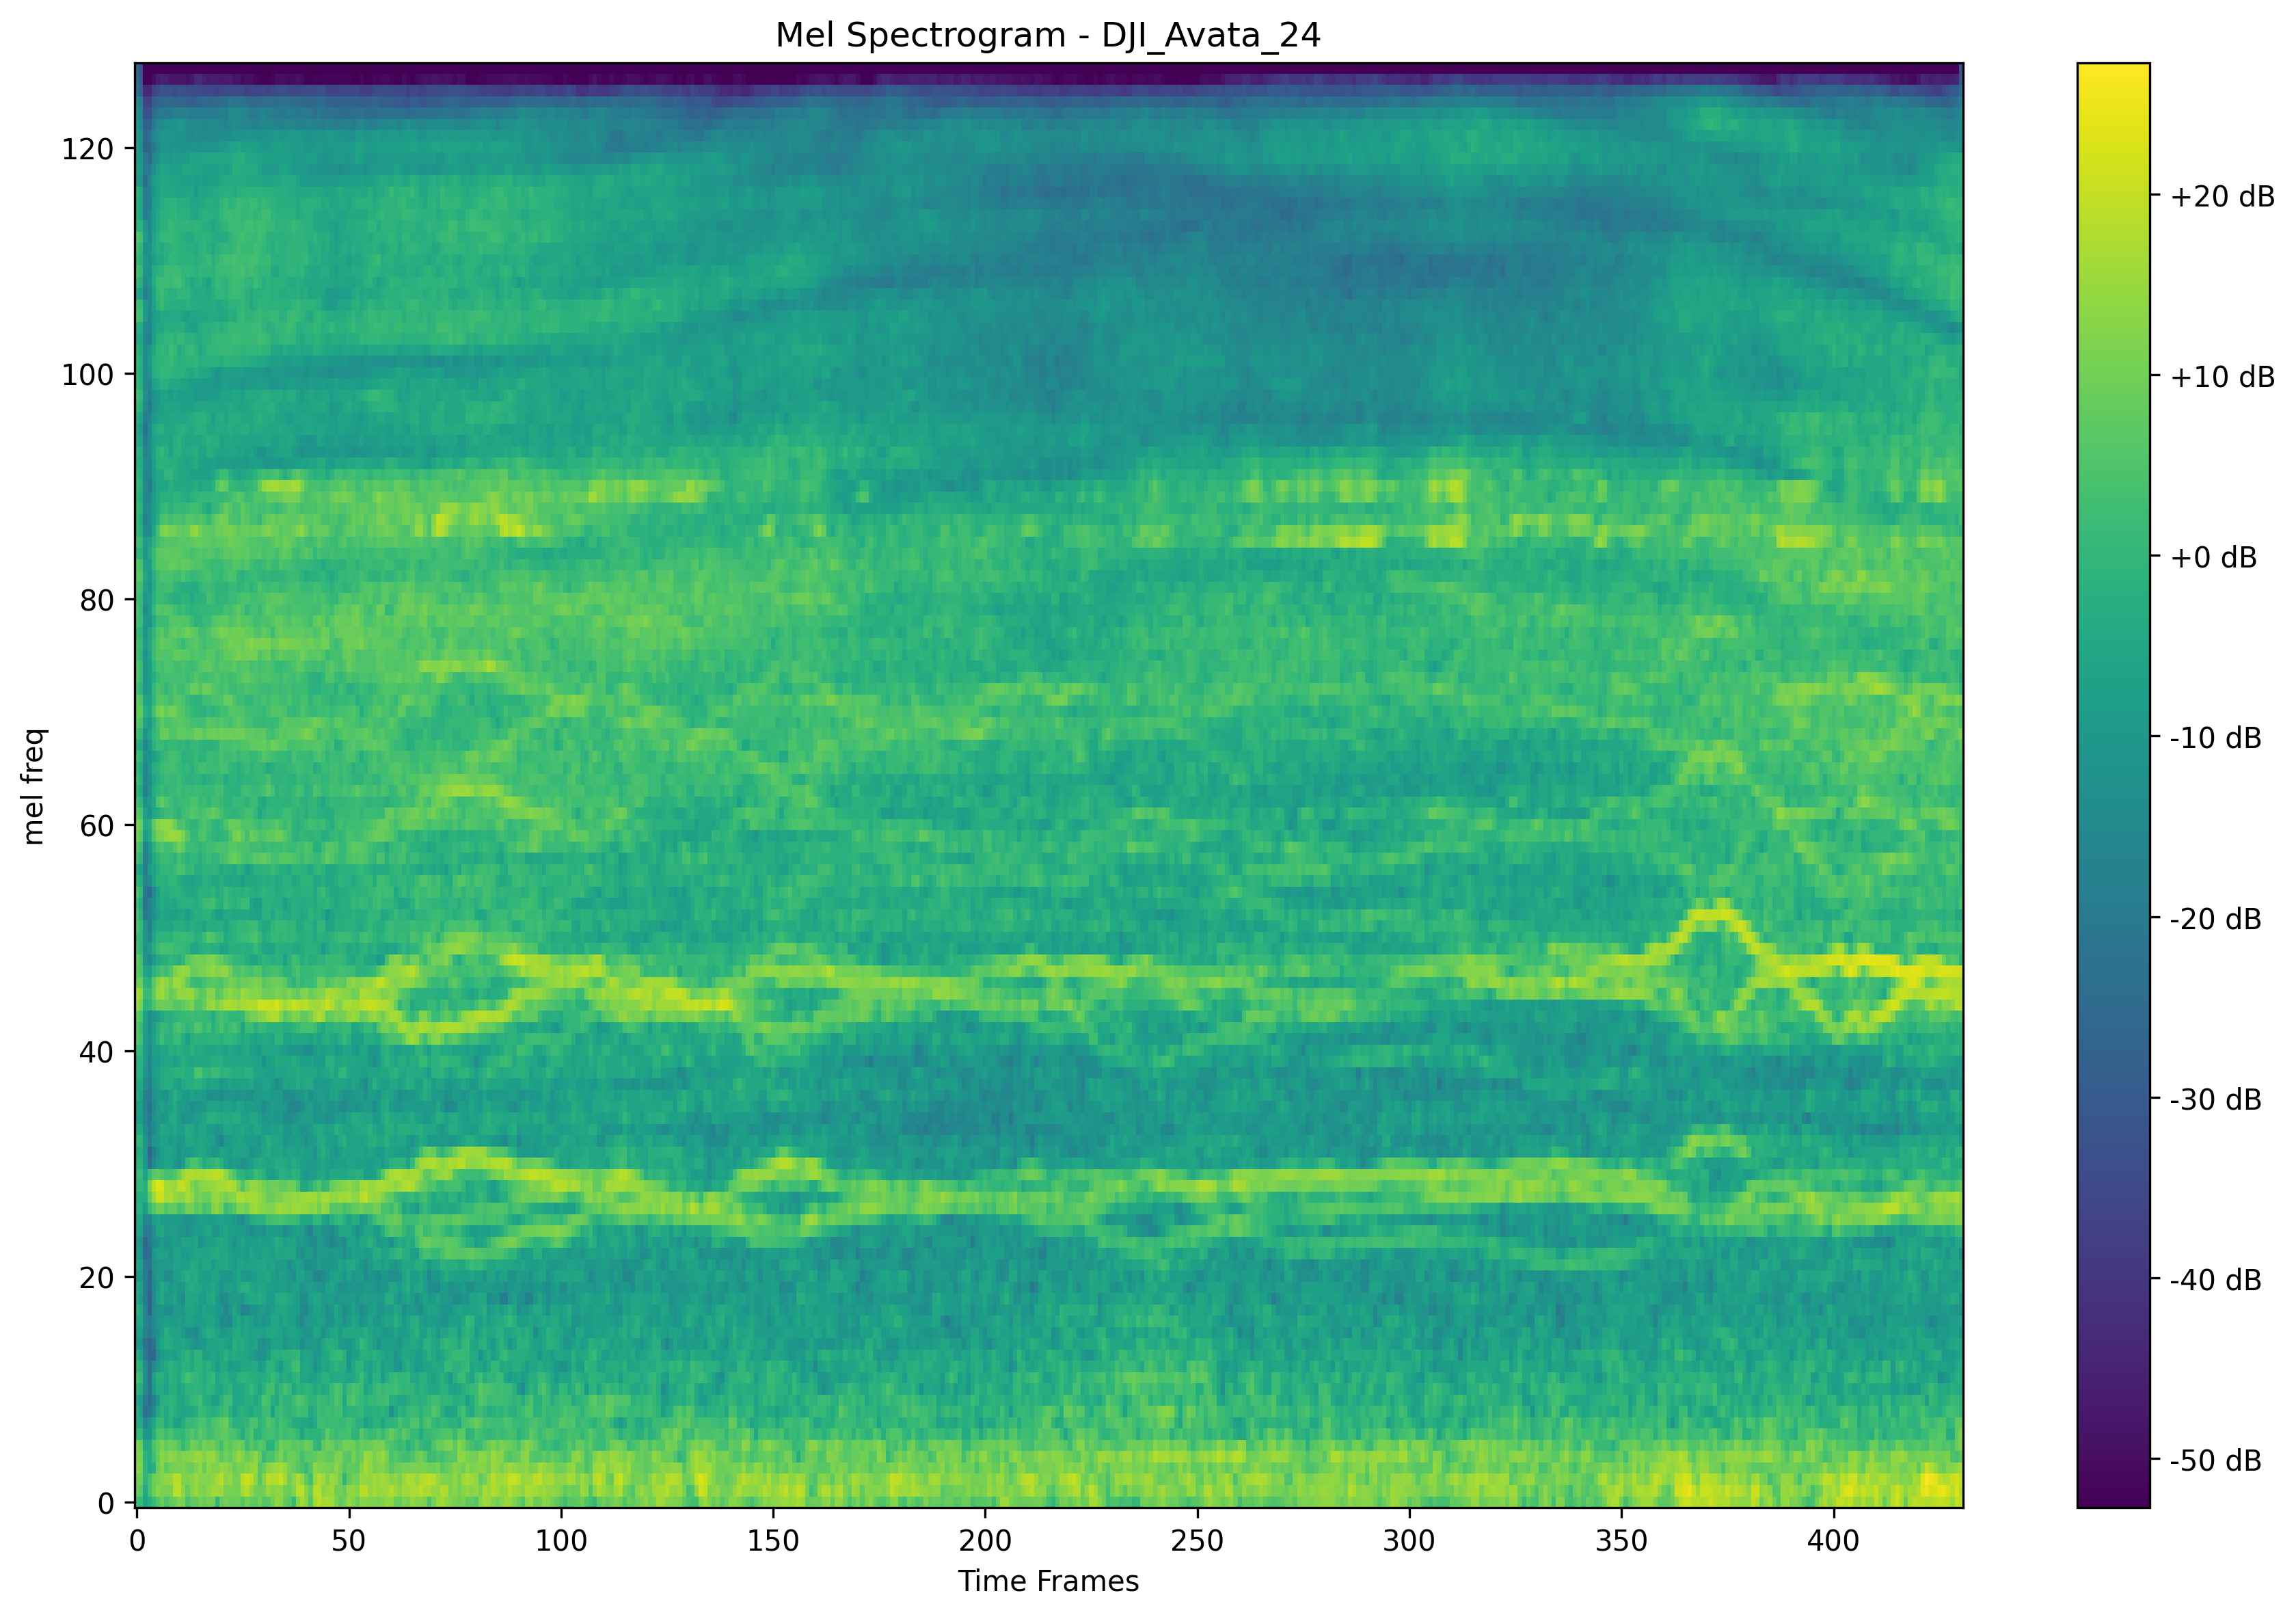 Mel Spectrogram - DJI_Avata_24
mel freq
120
100
80
60
40
20
0
0 50 100 150 200 250 300 350 400
Time Frames
+20 dB
+10 dB
+0 dB
-10 dB
-20 dB
-30 dB
-40 dB
-50 dB